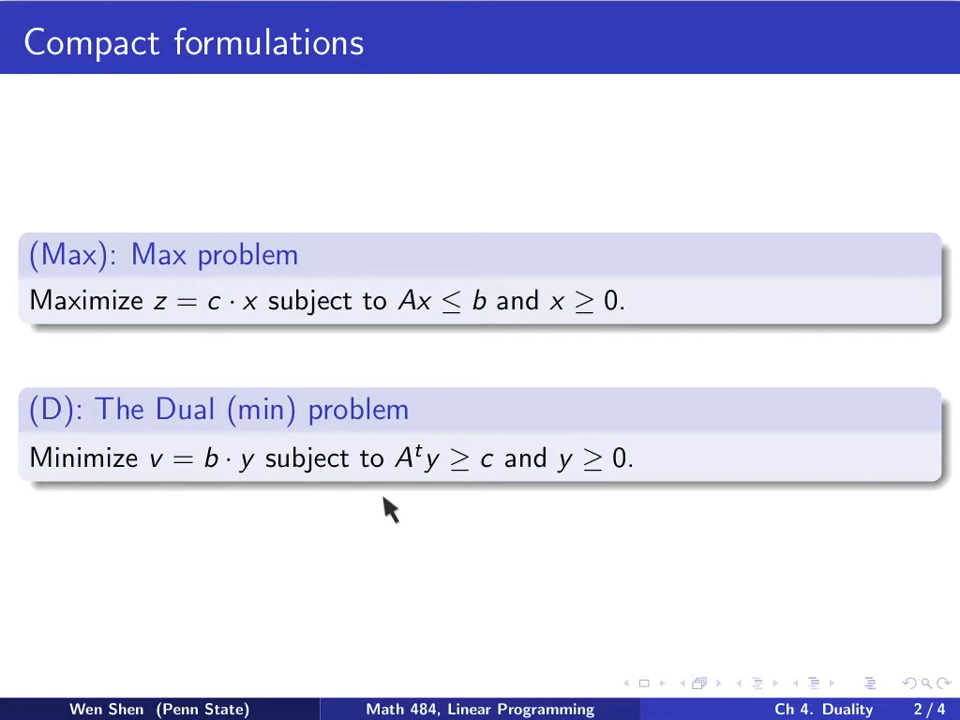 Compact formulations
(Max): Max problem
Maximize z = c · x subject to Ax ≤ b and x ≥ 0.
(D): The Dual (min) problem
Minimize v = b · y subject to Aᵗy ≥ c and y ≥ 0.
Wen Shen (Penn State) Math 484, Linear Programming Ch 4. Duality 2 / 4